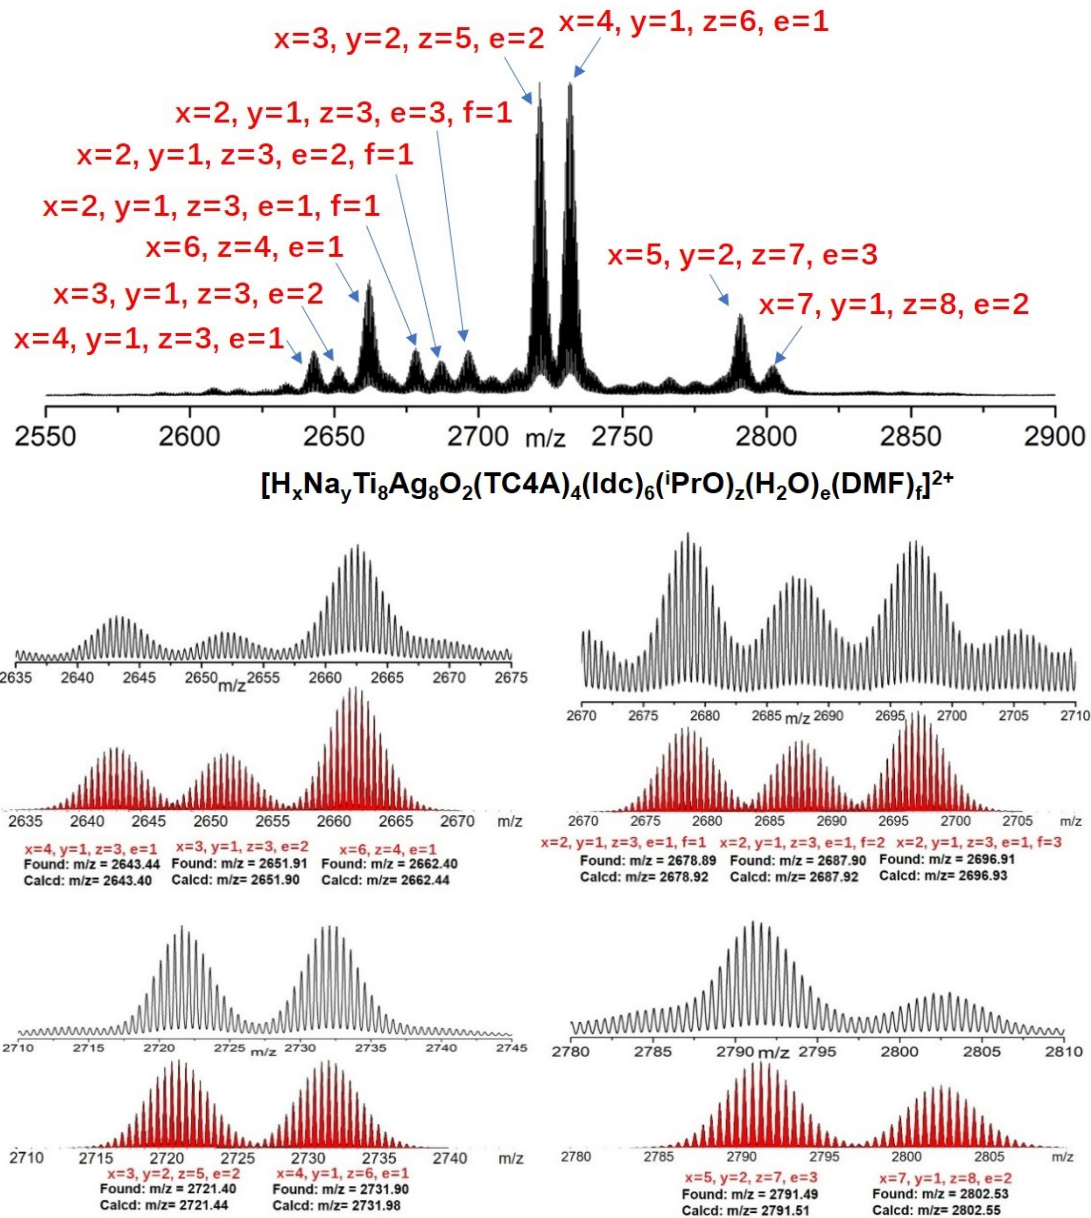 x=3, y=2, z=5, e=2
x=4, y=1, z=6, e=1
x=2, y=1, z=3, e=3, f=1
x=2, y=1, z=3, e=2, f=1
x=2, y=1, z=3, e=1, f=1
x=6, z=4, e=1
x=3, y=1, z=3, e=2
x=4, y=1, z=3, e=1
x=5, y=2, z=7, e=3
x=7, y=1, z=8, e=2
2550 2600 2650 2700 m/z 2750 2800 2850 2900
[HₓNa_yTi₈Ag₈O₂(TC4A)₄(Idc)₆(ⁱPrO)_z(H₂O)ₑ(DMF)_f]²⁺
2635 2640 2645 2650 2655 2660 2665 2670 2675
m/z
2635 2640 2645 2650 2655 2660 2665 2670 m/z
x=4, y=1, z=3, e=1
Found: m/z = 2643.44
Calcd: m/z= 2643.40
x=3, y=1, z=3, e=2
Found: m/z = 2651.91
Calcd: m/z= 2651.90
x=6, z=4, e=1
Found: m/z = 2662.40
Calcd: m/z= 2662.44
2670 2675 2680 2685 m/z 2690 2695 2700 2705 2710
2670 2675 2680 2685 2690 2695 2700 2705 m/z
x=2, y=1, z=3, e=1, f=1
Found: m/z = 2678.89
Calcd: m/z= 2678.92
x=2, y=1, z=3, e=1, f=2
Found: m/z = 2687.90
Calcd: m/z= 2687.92
x=2, y=1, z=3, e=1, f=3
Found: m/z = 2696.91
Calcd: m/z= 2696.93
2710 2715 2720 2725 m/z 2730 2735 2740 2745
2710 2715 2720 2725 2730 2735 2740 m/z
x=3, y=2, z=5, e=2
Found: m/z = 2721.40
Calcd: m/z= 2721.44
x=4, y=1, z=6, e=1
Found: m/z = 2731.90
Calcd: m/z= 2731.98
2780 2785 2790 m/z 2795 2800 2805 2810
2780 2785 2790 2795 2800 2805 m/z
x=5, y=2, z=7, e=3
Found: m/z = 2791.49
Calcd: m/z= 2791.51
x=7, y=1, z=8, e=2
Found: m/z = 2802.53
Calcd: m/z= 2802.55